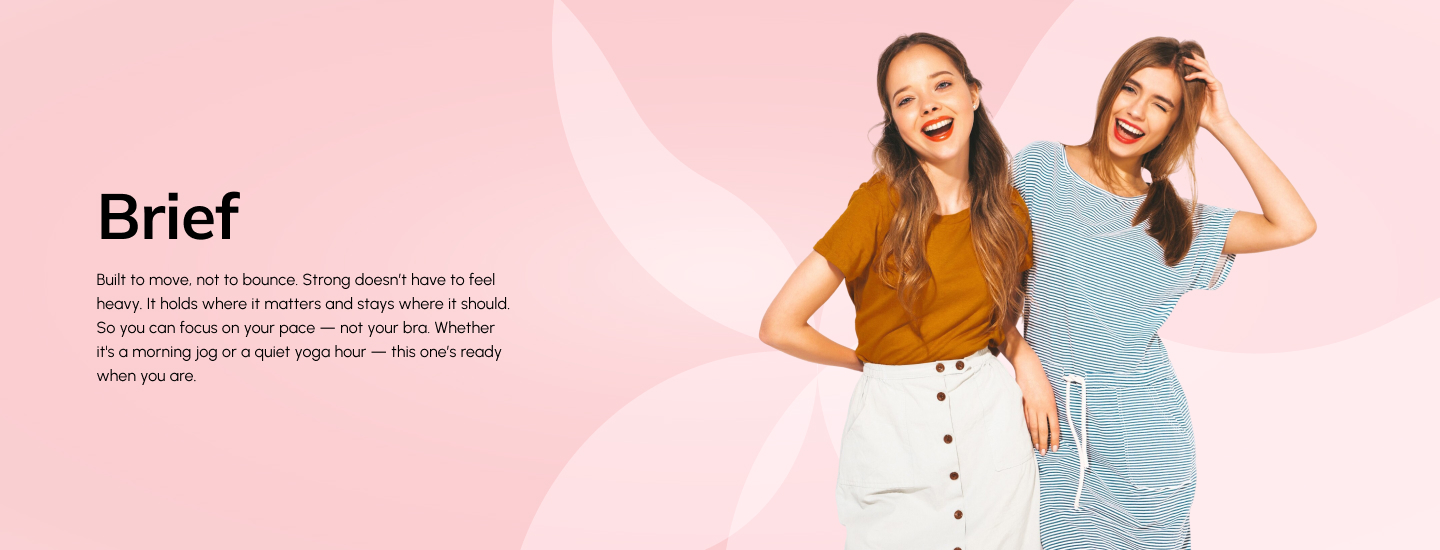 Brief
Built to move, not to bounce. Strong doesn’t have to feel
heavy. It holds where it matters and stays where it should.
So you can focus on your pace — not your bra. Whether
it's a morning jog or a quiet yoga hour — this one’s ready
when you are.